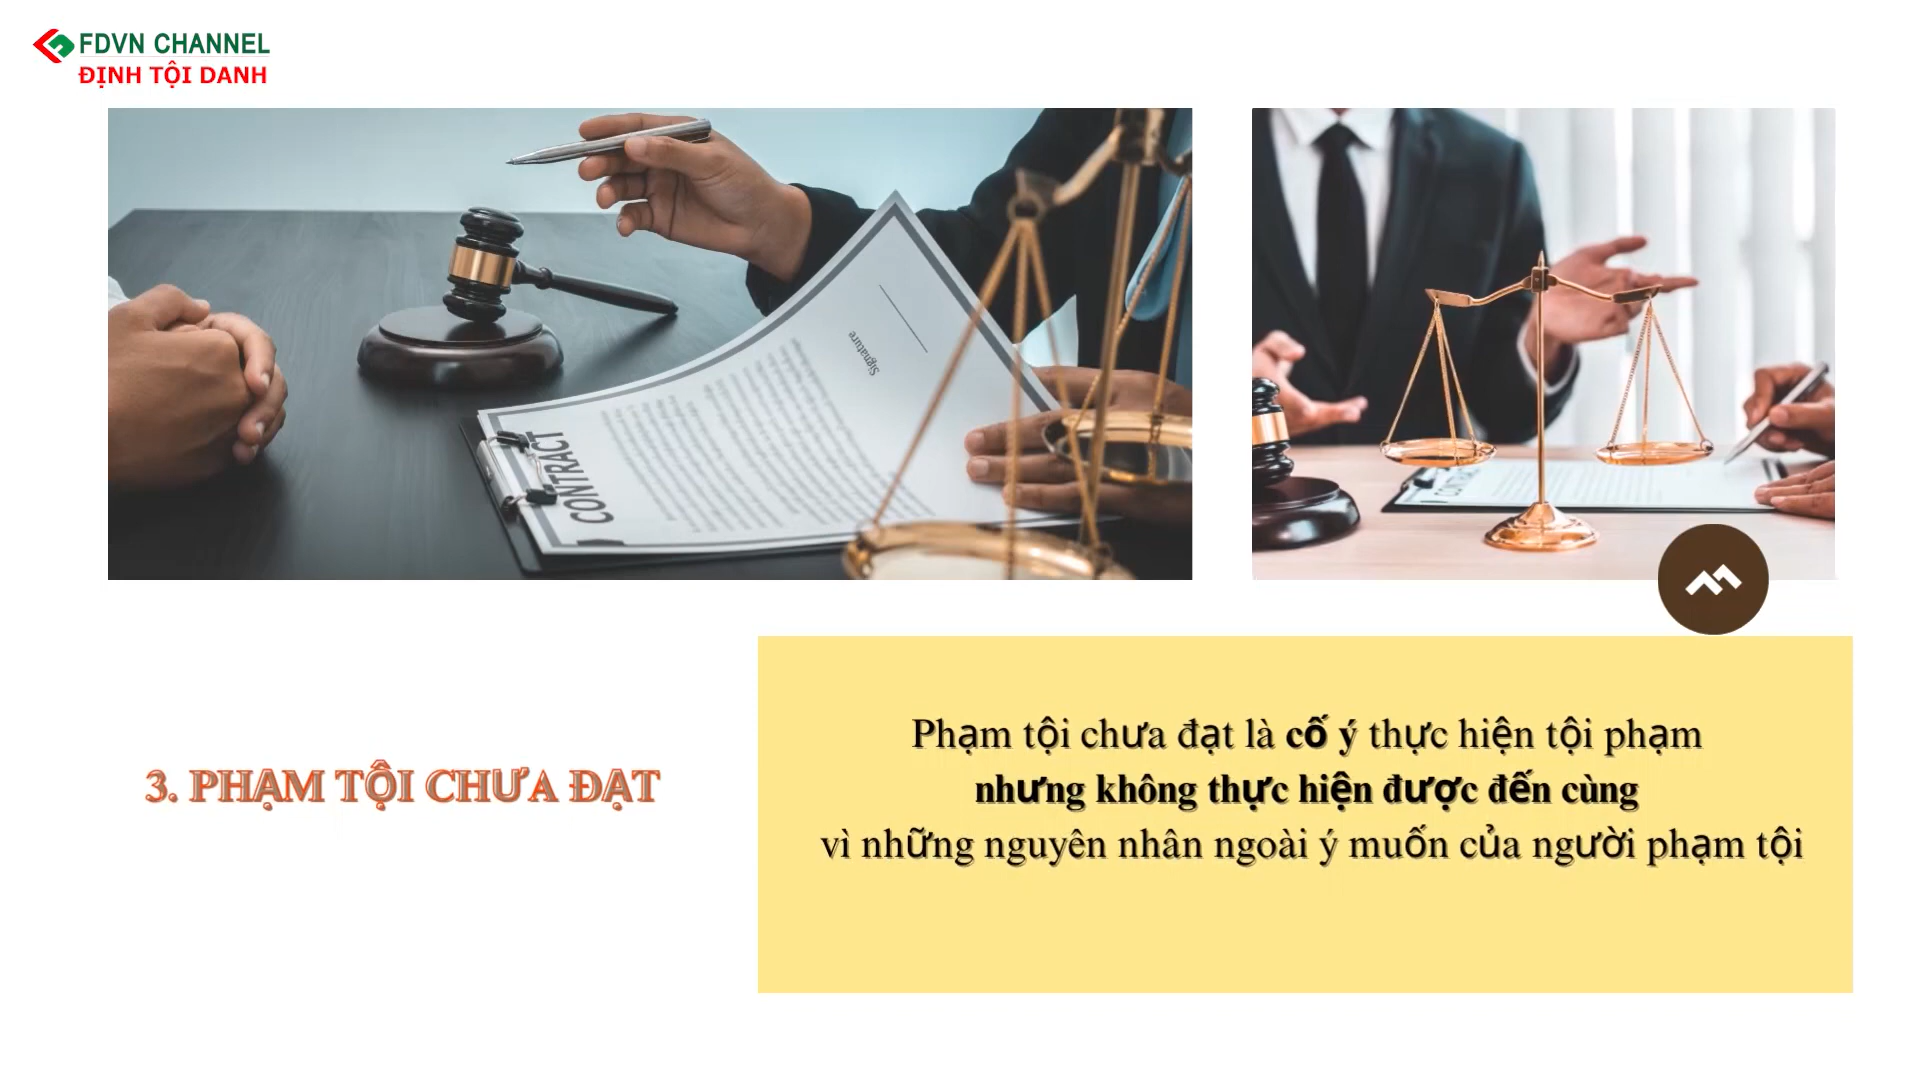 FDVN CHANNEL
ĐỊNH TỘI DANH
Signature
CONTRACT
3. PHẠM TỘI CHƯA ĐẠT
Phạm tội chưa đạt là cố ý thực hiện tội phạm
nhưng không thực hiện được đến cùng
vì những nguyên nhân ngoài ý muốn của người phạm tội